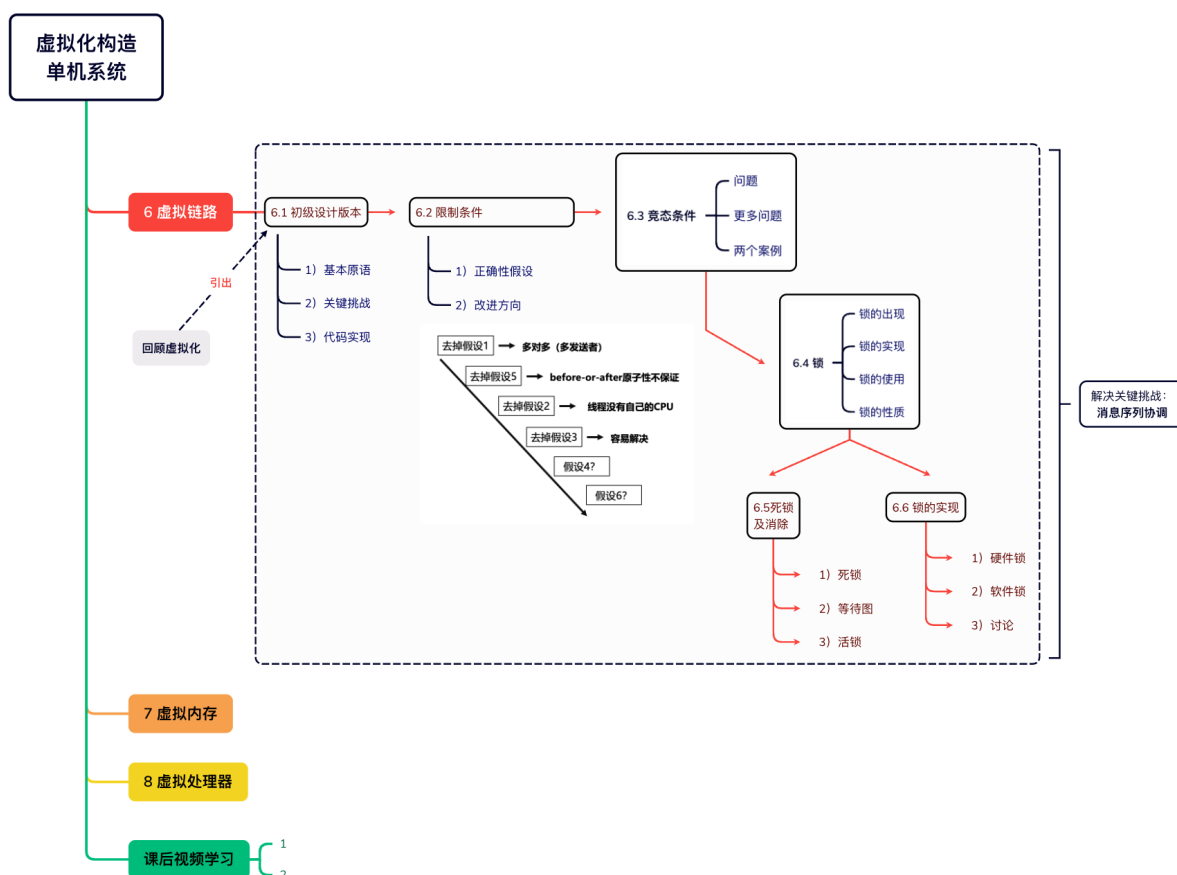 虚拟化构造
单机系统
6 虚拟链路
引出
回顾虚拟化
6.1 初级设计版本
1）基本原语
2）关键挑战
3）代码实现
6.2 限制条件
1）正确性假设
2）改进方向
去掉假设1
多对多（多发送者）
去掉假设5
before-or-after原子性不保证
去掉假设2
线程没有自己的CPU
去掉假设3
容易解决
假设4?
假设6?
6.3 竞态条件
问题
更多问题
两个案例
6.4 锁
锁的出现
锁的实现
锁的使用
锁的性质
6.5死锁
及消除
1）死锁
2）等待图
3）活锁
6.6 锁的实现
1）硬件锁
2）软件锁
3）讨论
解决关键挑战：
消息序列协调
7 虚拟内存
8 虚拟处理器
课后视频学习
1
2